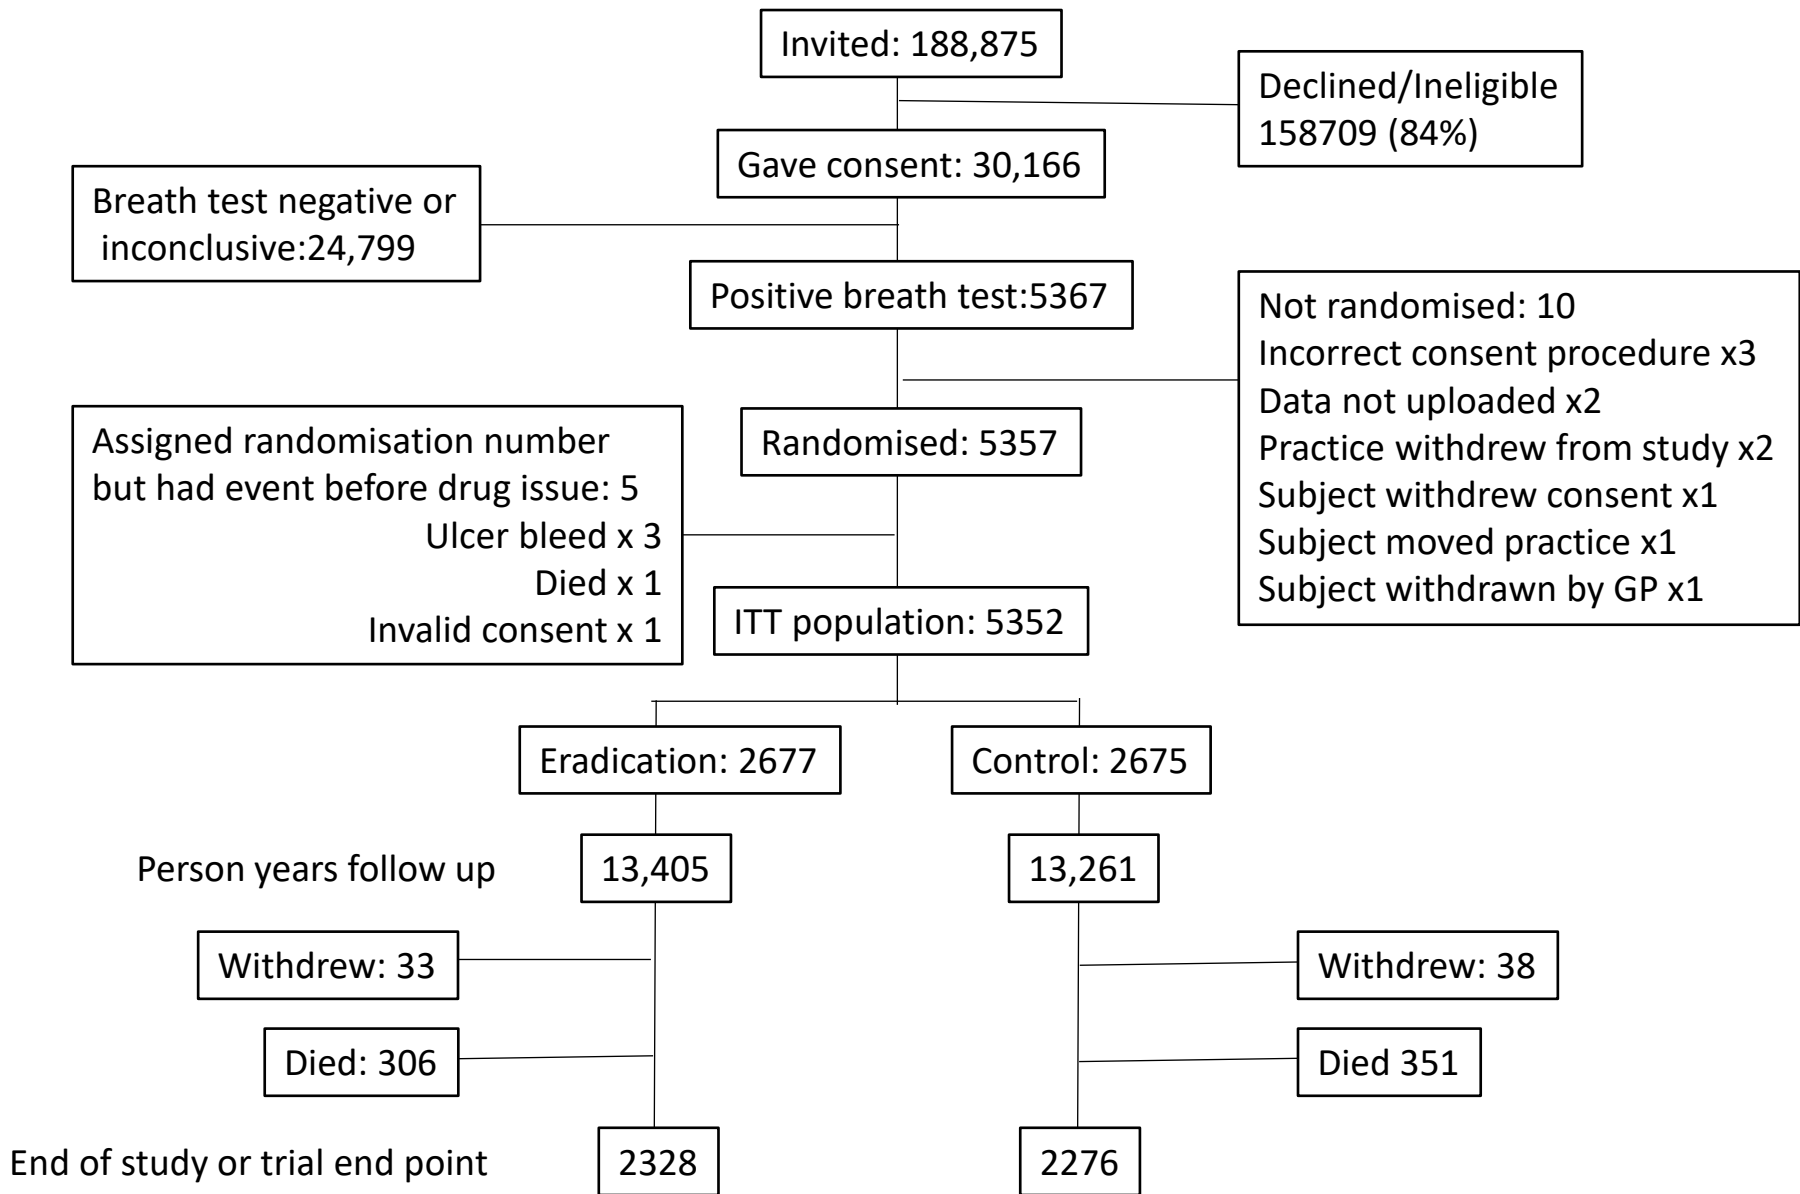 Invited: 188,875
Declined/Ineligible
158709 (84%)
Gave consent: 30,166
Breath test negative or
inconclusive:24,799
Positive breath test:5367
Not randomised: 10
Incorrect consent procedure x3
Data not uploaded x2
Practice withdrew from study x2
Subject withdrew consent x1
Subject moved practice x1
Subject withdrawn by GP x1
Randomised: 5357
Assigned randomisation number
but had event before drug issue: 5
Ulcer bleed x 3
Died x 1
Invalid consent x 1
ITT population: 5352
Eradication: 2677
Control: 2675
Person years follow up
13,405
13,261
Withdrew: 33
Withdrew: 38
Died: 306
Died 351
End of study or trial end point
2328
2276